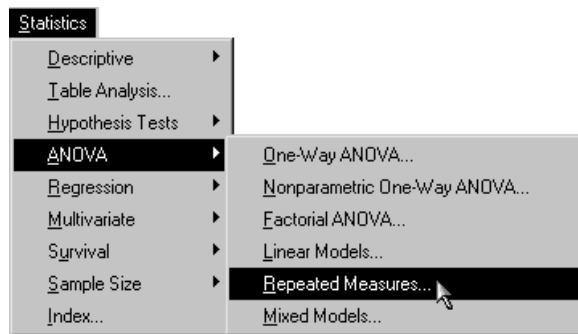 Statistics
Descriptive
Table Analysis...
Hypothesis Tests
ANOVA
Regression
Multivariate
Survival
Sample Size
Index...
One-Way ANOVA...
Nonparametric One-Way ANOVA...
Factorial ANOVA...
Linear Models...
Repeated Measures...
Mixed Models...